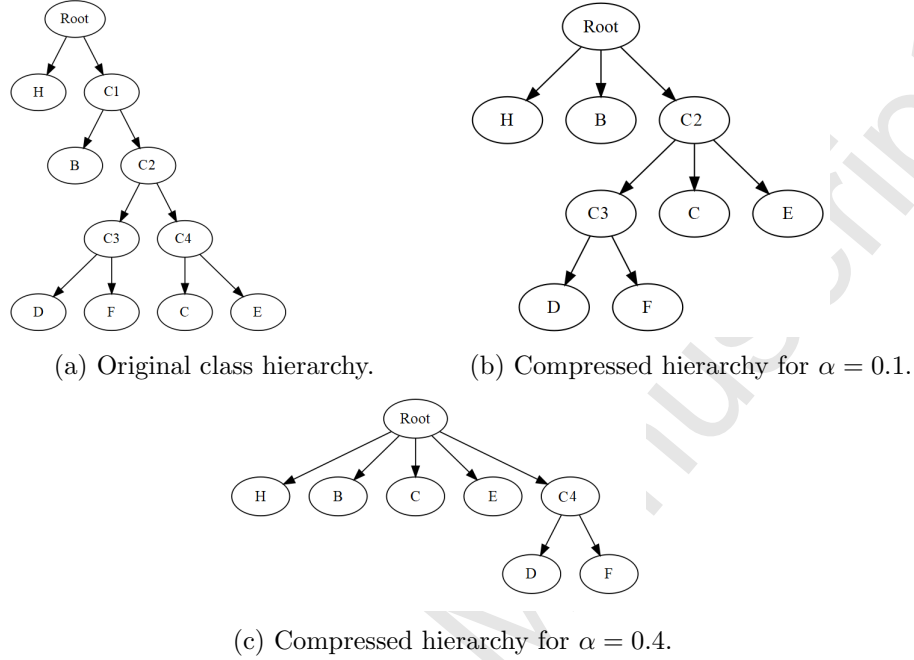 Root
H C1
B C2
C3 C4
D F C E
(a) Original class hierarchy.
Root
H B C2
C3 C E
D F
(b) Compressed hierarchy for α = 0.1.
Root
H B C E C4
D F
(c) Compressed hierarchy for α = 0.4.